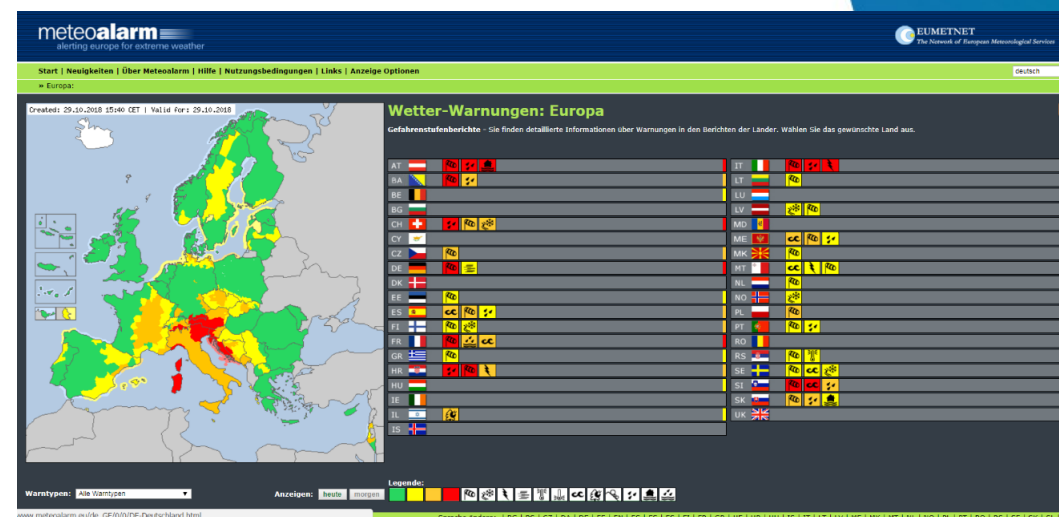 meteoalarm
alerting europe for extreme weather
EUMETNET
The Network of European Meteorological Services
Start | Neuigkeiten | Über Meteoalarm | Hilfe | Nutzungsbedingungen | Links | Anzeige Optionen
deutsch
» Europa:
Created: 29.10.2018 15:40 CET | Valid for: 29.10.2018
Wetter-Warnungen: Europa
Gefahrenstufenberichte - Sie finden detaillierte Informationen über Warnungen in den Berichten der Länder. Wählen Sie das gewünschte Land aus.
AT
BA
BE
BG
CH
CY
CZ
DE
DK
EE
ES
FI
FR
GR
HR
HU
IE
IL
IS
IT
LT
LU
LV
MD
ME
MK
MT
NL
NO
PL
PT
RO
RS
SE
SI
SK
UK
Legende:
Warntypen: Alle Warntypen
Anzeigen: heute morgen